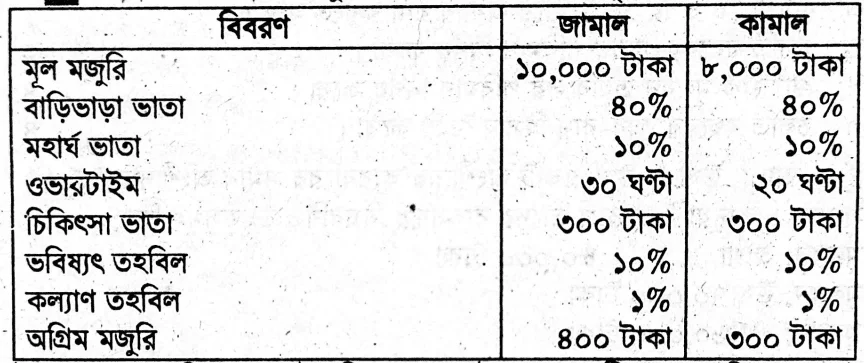 বিবরণ জামাল কামাল
মূল মজুরি ১০,০০০ টাকা ৮,০০০ টাকা
বাড়িভাড়া ভাতা ৪০% ৪০%
মহার্ঘ ভাতা ১০% ১০%
ওভারটাইম ৩০ ঘণ্টা ২০ ঘণ্টা
চিকিৎসা ভাতা ৩০০ টাকা ৩০০ টাকা
ভবিষ্যৎ তহবিল ১০% ১০%
কল্যাণ তহবিল ১% ১%
অগ্রিম মজুরি ৪০০ টাকা ৩০০ টাকা